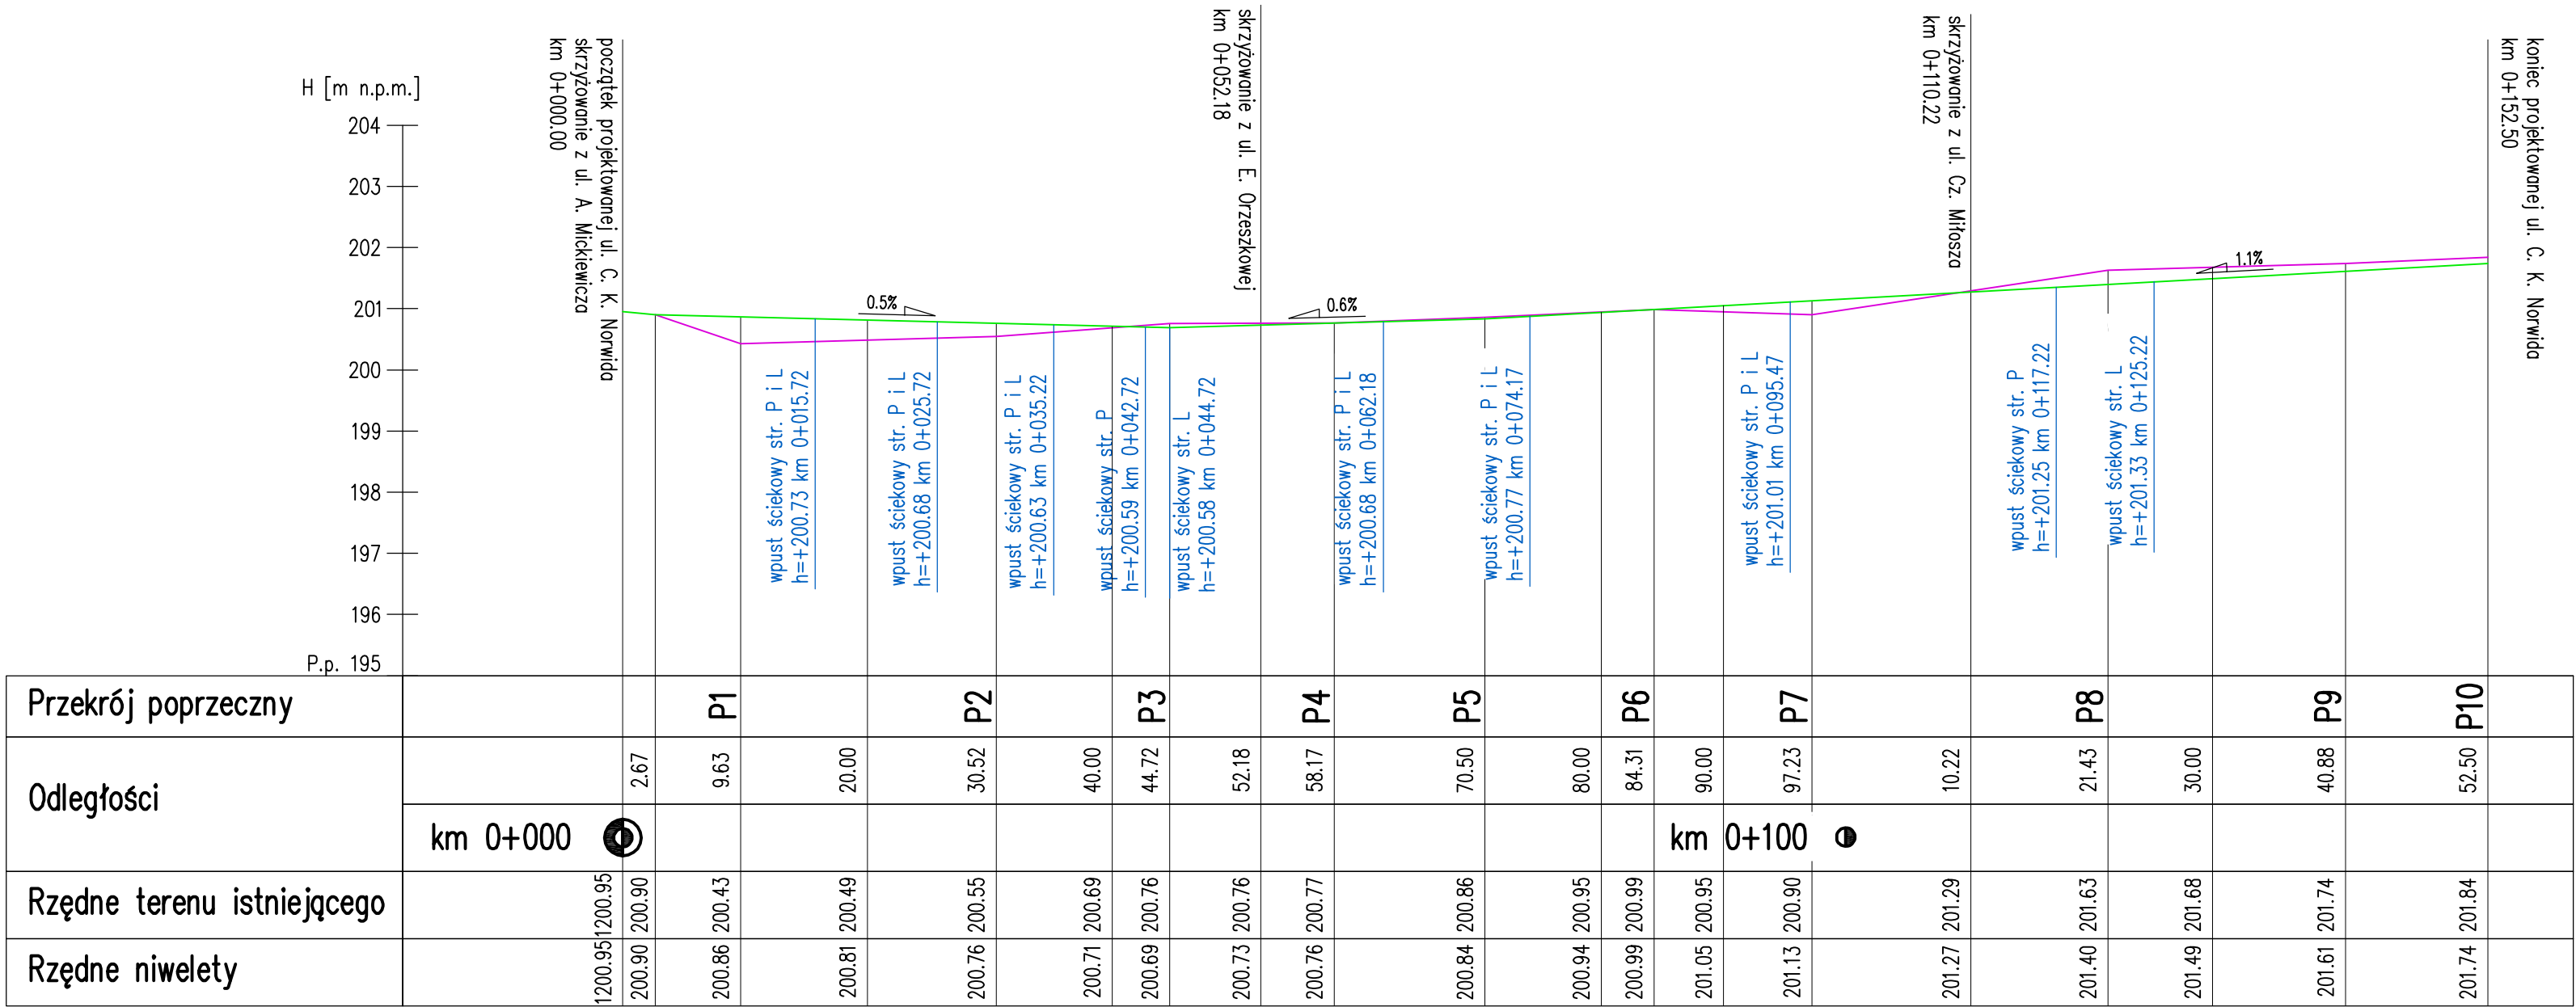 początek projektowanej ul. C. K. Norwida
skrzyżowanie z ul. A. Mickiewicza
km 0+000.00
skrzyżowanie z ul. E. Orzeszkowej
km 0+052.18
skrzyżowanie z ul. Cz. Miłosza
km 0+110.22
koniec projektowanej ul. C. K. Norwida
km 0+152.50
H [m n.p.m.]
204
203
202
201
200
199
198
197
196
P.p. 195
0.5%
0.6%
1.1%
wpust ściekowy str. P i L
h=+200.73 km 0+015.72
wpust ściekowy str. P i L
h=+200.68 km 0+025.72
wpust ściekowy str. P i L
h=+200.63 km 0+035.22
wpust ściekowy str. P
h=+200.59 km 0+042.72
wpust ściekowy str. L
h=+200.58 km 0+044.72
wpust ściekowy str. P i L
h=+200.68 km 0+062.18
wpust ściekowy str. P i L
h=+200.77 km 0+074.17
wpust ściekowy str. P i L
h=+201.01 km 0+095.47
wpust ściekowy str. P
h=+201.25 km 0+117.22
wpust ściekowy str. L
h=+201.33 km 0+125.22
Przekrój poprzeczny P1 P2 P3 P4 P5 P6 P7 P8 P9 P10
Odległości 2.67 9.63 20.00 30.52 40.00 44.72 52.18 58.17 70.50 80.00 84.31 90.00 97.23 10.22 21.43 30.00 40.88 52.50
km 0+000 km 0+100
Rzędne terenu istniejącego 1200.95 1200.90 200.43 200.49 200.55 200.69 200.76 200.76 200.77 200.86 200.95 200.99 200.95 200.90 201.29 201.63 201.68 201.74 201.84
Rzędne niwelety 1200.95 200.90 200.86 200.81 200.76 200.71 200.69 200.73 200.76 200.84 200.94 200.99 201.05 201.13 201.27 201.40 201.49 201.61 201.74